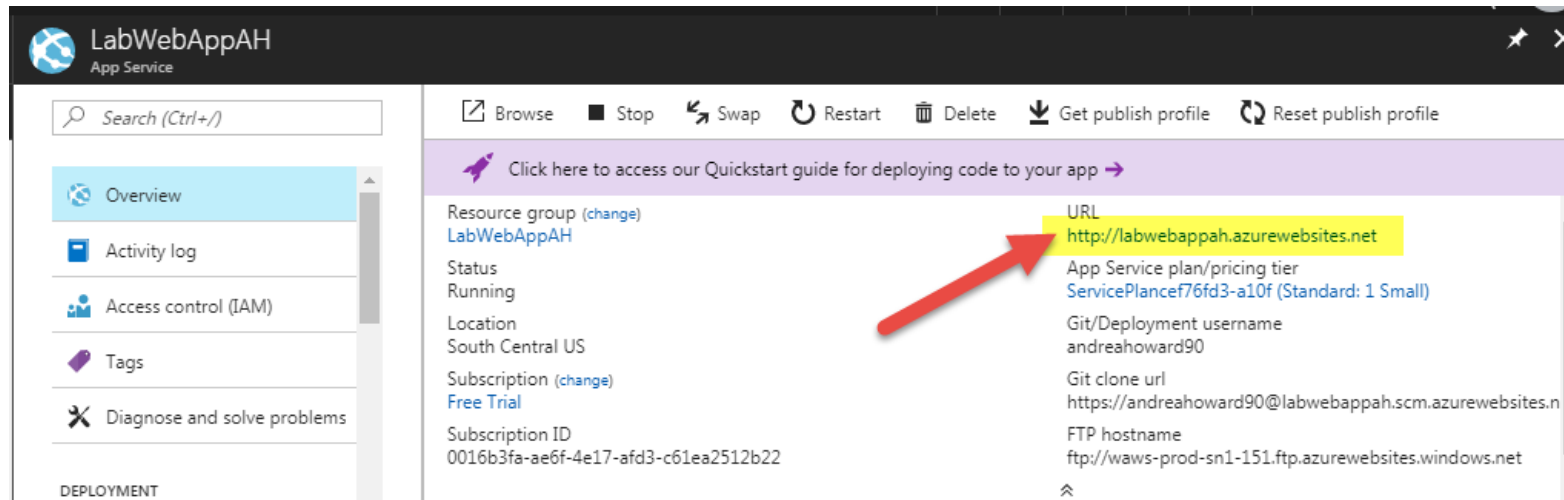 LabWebAppAH
App Service
Search (Ctrl+/)
Overview
Activity log
Access control (IAM)
Tags
Diagnose and solve problems
DEPLOYMENT
Browse Stop Swap Restart Delete Get publish profile Reset publish profile
Click here to access our Quickstart guide for deploying code to your app
Resource group (change)
LabWebAppAH
Status
Running
Location
South Central US
Subscription (change)
Free Trial
Subscription ID
0016b3fa-ae6f-4e17-afd3-c61ea2512b22
URL
http://labwebappah.azurewebsites.net
App Service plan/pricing tier
ServicePlancef76fd3-a10f (Standard: 1 Small)
Git/Deployment username
andreahoward90
Git clone url
https://andreahoward90@labwebappah.scm.azurewebsites.n
FTP hostname
ftp://waws-prod-sn1-151.ftp.azurewebsites.windows.net